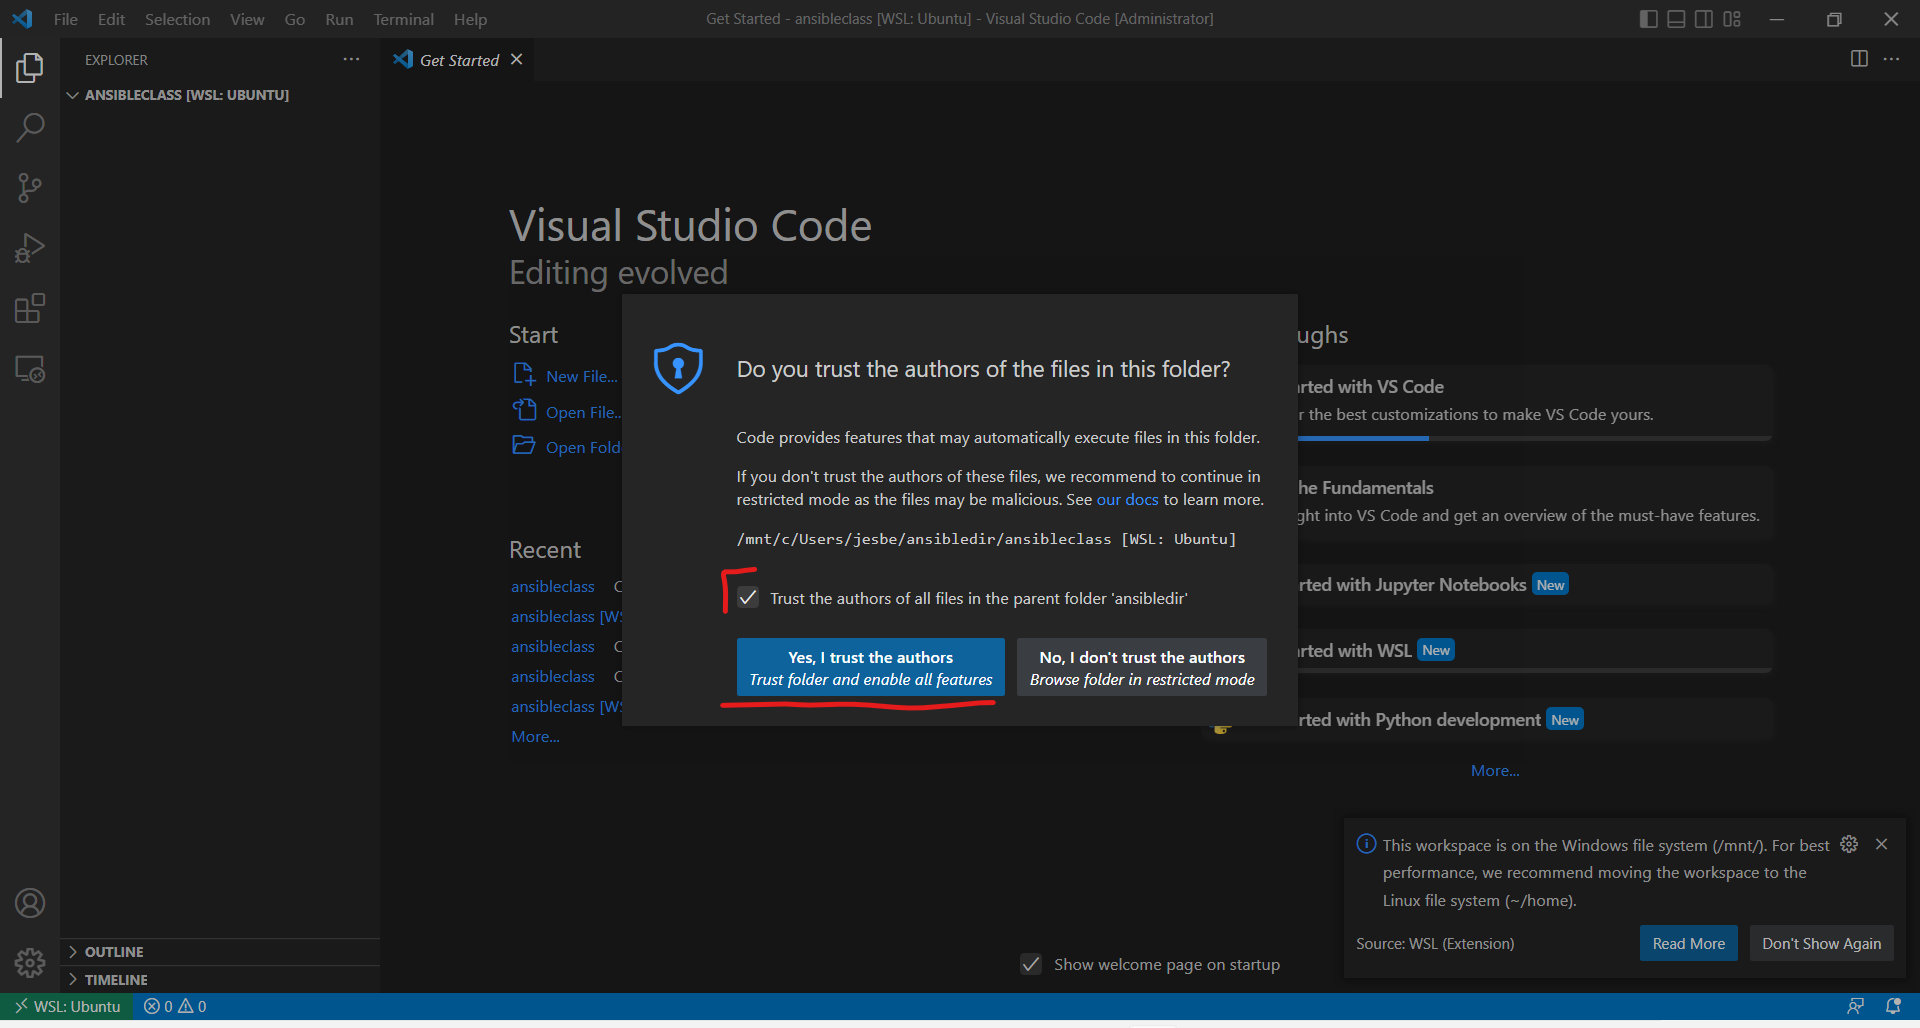 File Edit Selection View Go Run Terminal Help
Get Started - ansibleclass [WSL: Ubuntu] - Visual Studio Code [Administrator]
EXPLORER
Get Started
ANSIBLECLASS [WSL: UBUNTU]
Visual Studio Code
Editing evolved
Start
New File...
Open File..
Open Fold
Recent
ansibleclass
ansibleclass [WS
ansibleclass
ansibleclass
ansibleclass [WS
More...
Do you trust the authors of the files in this folder?
Code provides features that may automatically execute files in this folder.
If you don't trust the authors of these files, we recommend to continue in
restricted mode as the files may be malicious. See our docs to learn more.
/mnt/c/Users/jesbe/ansibledir/ansibleclass [WSL: Ubuntu]
Trust the authors of all files in the parent folder 'ansibledir'
Yes, I trust the authors
Trust folder and enable all features
No, I don't trust the authors
Browse folder in restricted mode
ughs
rted with VS Code
r the best customizations to make VS Code yours.
he Fundamentals
ght into VS Code and get an overview of the must-have features.
rted with Jupyter Notebooks New
rted with WSL New
rted with Python development New
More...
This workspace is on the Windows file system (/mnt/). For best
performance, we recommend moving the workspace to the
Linux file system (~/home).
Source: WSL (Extension)
Read More
Don't Show Again
Show welcome page on startup
OUTLINE
TIMELINE
WSL: Ubuntu
0 0